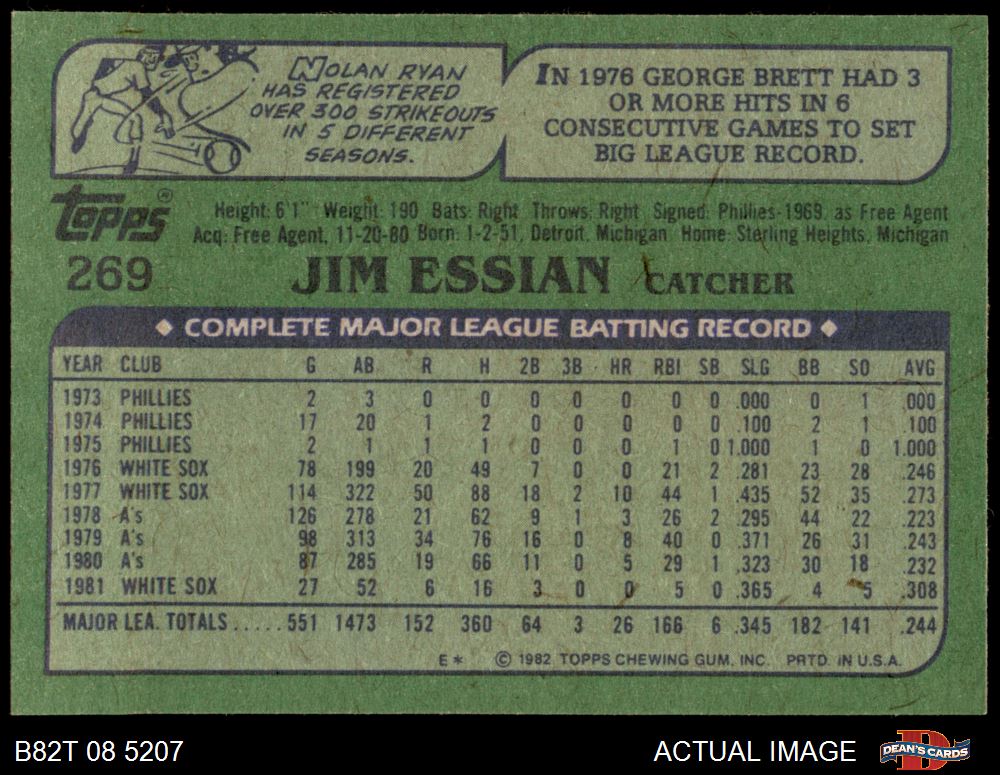 NOLAN RYAN
HAS REGISTERED
OVER 300 STRIKEOUTS
IN 5 DIFFERENT
SEASONS.
IN 1976 GEORGE BRETT HAD 3
OR MORE HITS IN 6
CONSECUTIVE GAMES TO SET
BIG LEAGUE RECORD.
Topps®
Height: 6'1" Weight: 190 Bats: Right Throws: Right Signed: Phillies-1969, as Free Agent
Acq: Free Agent, 11-20-80 Born: 1-2-51, Detroit, Michigan Home: Sterling Heights, Michigan
269 JIM ESSIAN CATCHER
◆ COMPLETE MAJOR LEAGUE BATTING RECORD ◆
YEAR CLUB G AB R H 2B 3B HR RBI SB SLG BB SO AVG
1973 PHILLIES 2 3 0 0 0 0 0 0 0 .000 0 1 .000
1974 PHILLIES 17 20 1 2 0 0 0 0 0 .100 2 1 .100
1975 PHILLIES 2 1 1 1 0 0 0 1 0 1.000 1 0 1.000
1976 WHITE SOX 78 199 20 49 7 0 0 21 2 .281 23 28 .246
1977 WHITE SOX 114 322 50 88 18 2 10 44 1 .435 52 35 .273
1978 A's 126 278 21 62 9 1 3 26 2 .295 44 22 .223
1979 A's 98 313 34 76 16 0 8 40 0 .371 26 31 .243
1980 A's 87 285 19 66 11 0 5 29 1 .323 30 18 .232
1981 WHITE SOX 27 52 6 16 3 0 0 5 0 .365 4 5 .308
MAJOR LEA. TOTALS.....551 1473 152 360 64 3 26 166 6 .345 182 141 .244
E* © 1982 TOPPS CHEWING GUM, INC. PRTD. IN U.S.A.
B82T 08 5207 ACTUAL IMAGE D DEAN'S CARDS